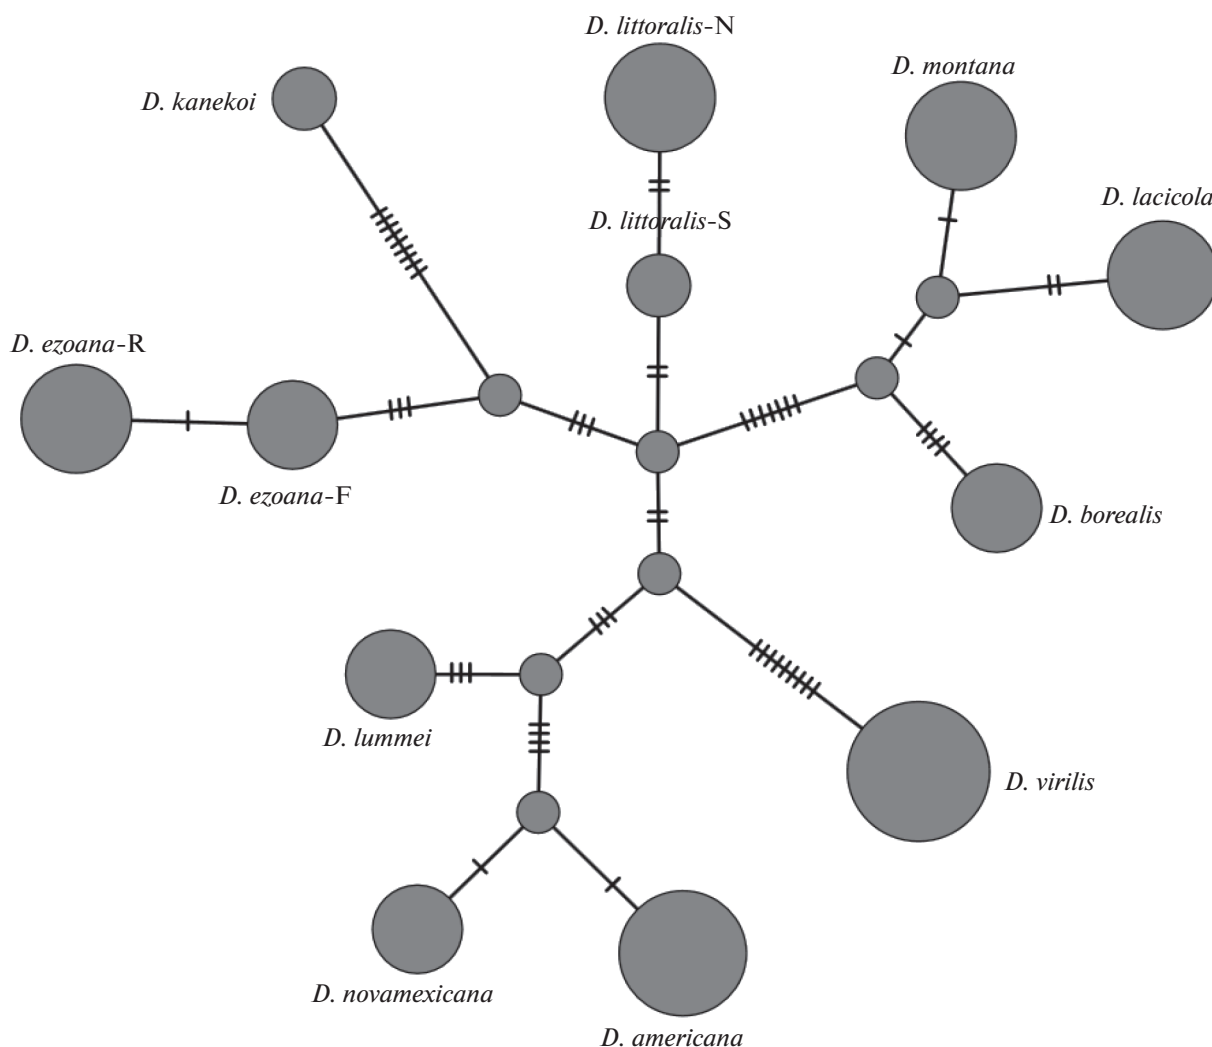 D. littoralis-N
D. montana
D. kanekoi
D. lacicola
D. littoralis-S
D. ezoana-R
D. ezoana-F
D. borealis
D. lummei
D. virilis
D. novamexicana
D. americana